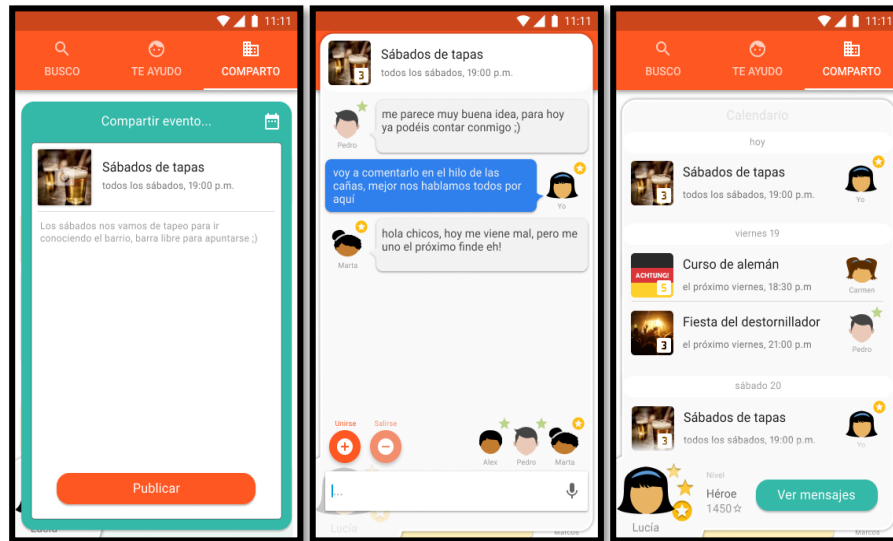 11:11
BUSCO
TE AYUDO
COMPARTO
Compartir evento...
Sábados de tapas
todos los sábados, 19:00 p.m.
Los sábados nos vamos de tapeo para ir
conociendo el barrio, barra libre para apuntarse ;)
Publicar
Lucía
11:11
3
Sábados de tapas
todos los sábados, 19:00 p.m.
me parece muy buena idea, para hoy
ya podéis contar conmigo ;)
Pedro
voy a comentarlo en el hilo de las
cañas, mejor nos hablamos todos por
aquí
Yo
hola chicos, hoy me viene mal, pero me
uno el próximo finde eh!
Marta
Unirse
Salirse
Alex
Pedro
Marta
...
Lucía
Marcos
11:11
BUSCO
TE AYUDO
COMPARTO
Calendario
hoy
3
Sábados de tapas
todos los sábados, 19:00 p.m.
Yo
viernes 19
ACHTUNG!
5
Curso de alemán
el próximo viernes, 18:30 p.m
Carmen
3
Fiesta del destornillador
el próximo viernes, 21:00 p.m
Pedro
sábado 20
3
Sábados de tapas
todos los sábados, 19:00 p.m.
Yo
Nivel
Héroe
1450☆
Ver mensajes
Lucía
Marcos